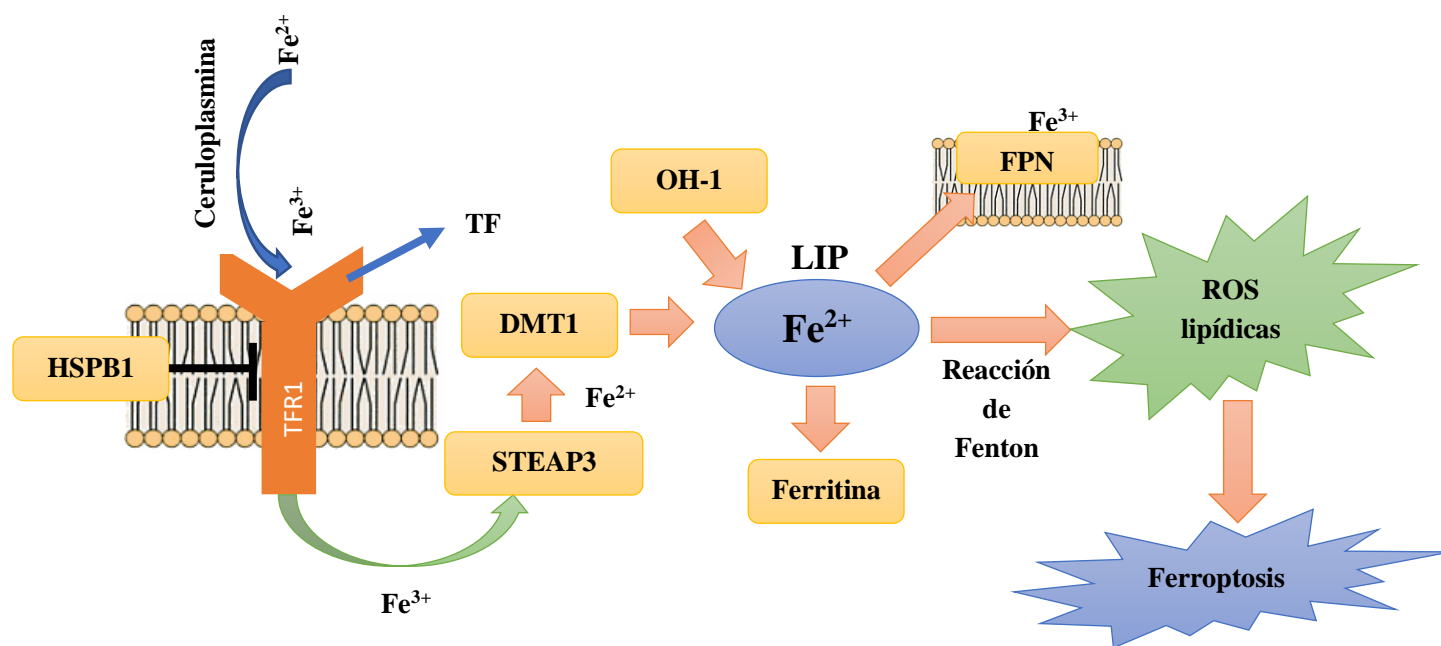 Fe²⁺
Ceruloplasmina
Fe³⁺
TF
HSPB1
TFR1
Fe³⁺
STEAP3
Fe²⁺
DMT1
OH-1
LIP
Fe²⁺
Fe³⁺
FPN
Ferritina
Reacción
de
Fenton
ROS
lipídicas
Ferroptosis